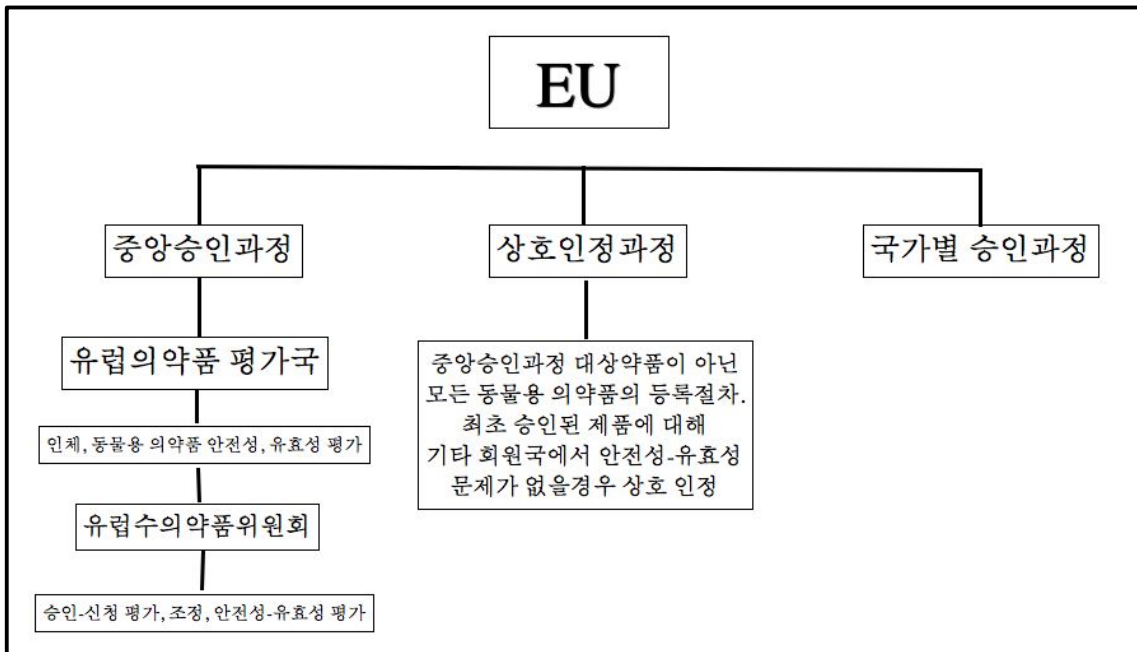 EU
중앙승인과정
상호인정과정
국가별 승인과정
유럽의약품 평가국
인체, 동물용 의약품 안전성, 유효성 평가
유럽수의약품위원회
승인-신청 평가, 조정, 안전성-유효성 평가
중앙승인과정 대상약품이 아닌
모든 동물용 의약품의 등록절차.
최초 승인된 제품에 대해
기타 회원국에서 안전성-유효성
문제가 없을경우 상호 인정